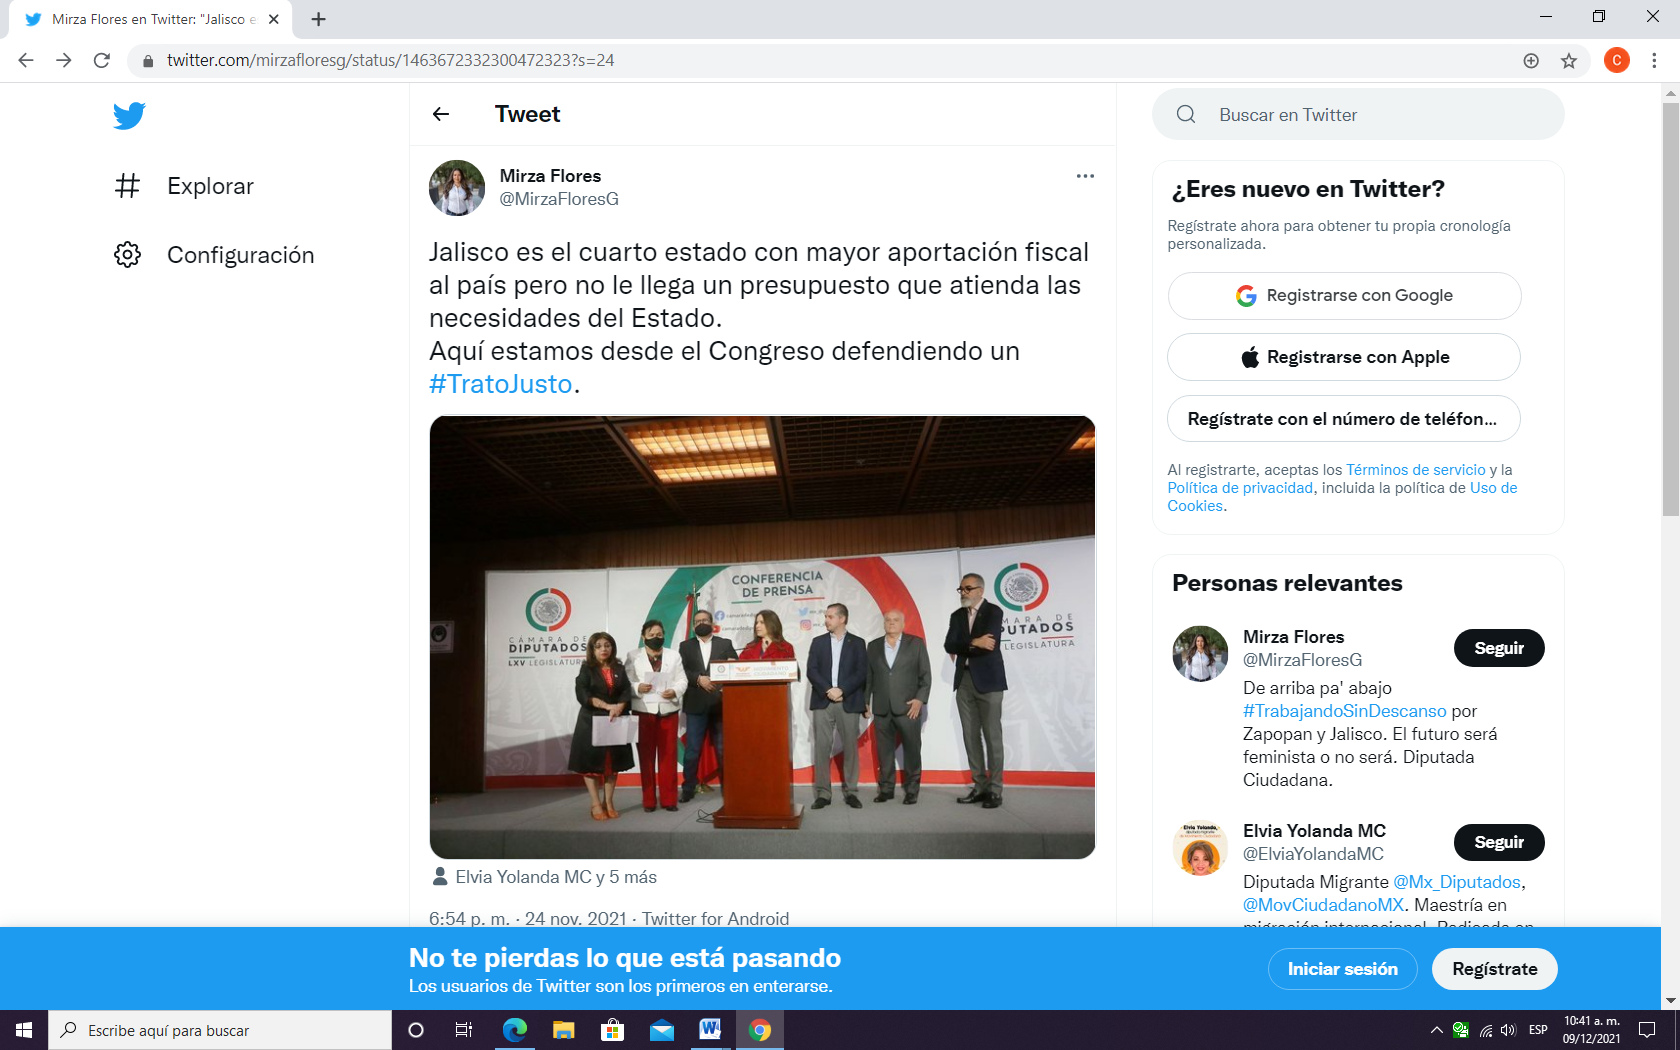 Mirza Flores en Twitter: "Jalisco es
twitter.com/mirzafloresg/status/1463672332300472323?s=24
C
Explorar
Configuración
Tweet
Mirza Flores
@MirzaFloresG
Jalisco es el cuarto estado con mayor aportación fiscal
al país pero no le llega un presupuesto que atienda las
necesidades del Estado.
Aquí estamos desde el Congreso defendiendo un
#TratoJusto.
CONFERENCIA
DE PRENSA
CÁMARA DE
DIPUTADOS
LXV LEGISLATURA
CÁMARA DE
DIPUTADOS
LXV LEGISLATURA
Elvia Yolanda MC y 5 más
6:54 p. m. · 24 nov. 2021 · Twitter for Android
Buscar en Twitter
¿Eres nuevo en Twitter?
Regístrate ahora para obtener tu propia cronología
personalizada.
Registrarse con Google
Registrarse con Apple
Regístrate con el número de teléfon...
Al registrarte, aceptas los Términos de servicio y la
Política de privacidad, incluida la política de Uso de
Cookies.
Personas relevantes
Mirza Flores
@MirzaFloresG
Seguir
De arriba pa' abajo
#TrabajandoSinDescanso por
Zapopan y Jalisco. El futuro será
feminista o no será. Diputada
Ciudadana.
Elvia Yolanda MC
@ElviaYolandaMC
Seguir
Diputada Migrante @Mx_Diputados,
@MovCiudadanoMX. Maestría en
migración internacional. Radicada en
No te pierdas lo que está pasando
Los usuarios de Twitter son los primeros en enterarse.
Iniciar sesión
Regístrate
Escribe aquí para buscar
ESP
10:41 a. m.
09/12/2021